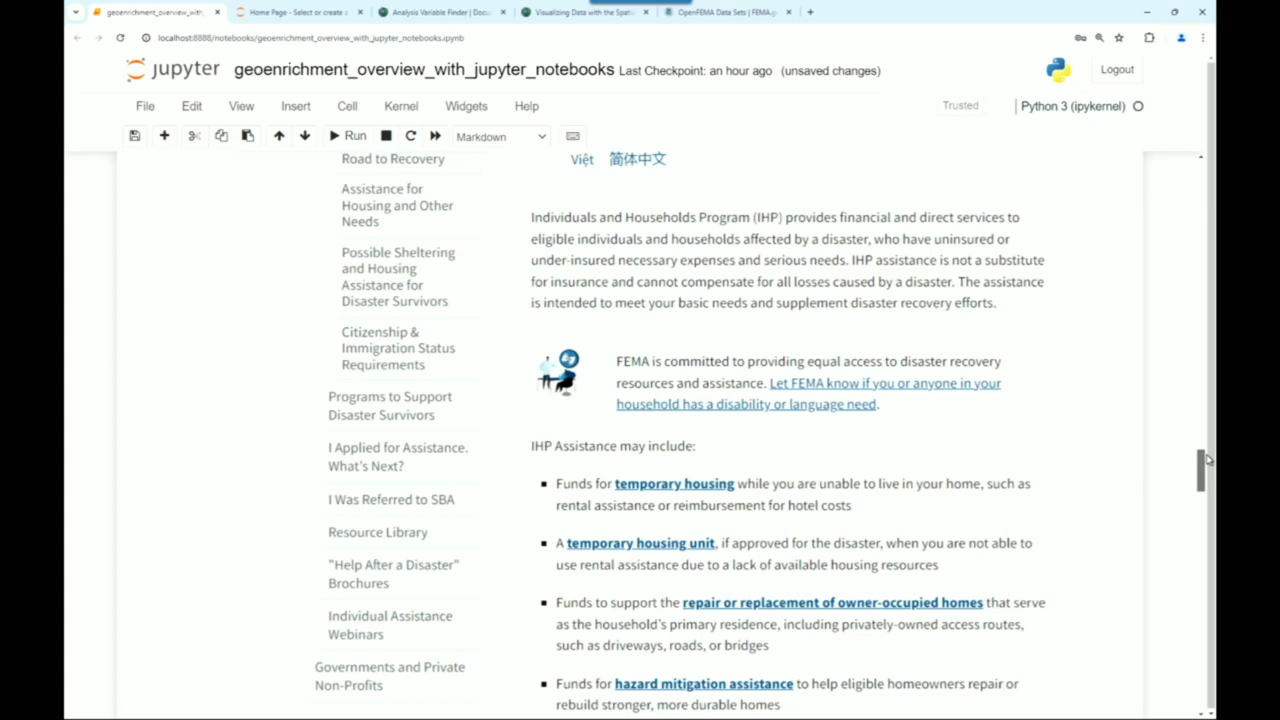 geoenrichment_overview_with_
Home Page - Select or create a
Analysis Variable Finder | Docu
Visualizing Data with the Spati
OpenFEMA Data Sets | FEMA.g
localhost:8888/notebooks/geoenrichment_overview_with_jupyter_notebooks.ipynb
jupyter geoenrichment_overview_with_jupyter_notebooks Last Checkpoint: an hour ago (unsaved changes)
Logout
File Edit View Insert Cell Kernel Widgets Help
Trusted
Python 3 (ipykernel)
Run
Markdown
Road to Recovery
Assistance for
Housing and Other
Needs
Possible Sheltering
and Housing
Assistance for
Disaster Survivors
Citizenship &
Immigration Status
Requirements
Programs to Support
Disaster Survivors
I Applied for Assistance.
What's Next?
I Was Referred to SBA
Resource Library
"Help After a Disaster"
Brochures
Individual Assistance
Webinars
Governments and Private
Non-Profits
Việt 简体中文
Individuals and Households Program (IHP) provides financial and direct services to
eligible individuals and households affected by a disaster, who have uninsured or
under-insured necessary expenses and serious needs. IHP assistance is not a substitute
for insurance and cannot compensate for all losses caused by a disaster. The assistance
is intended to meet your basic needs and supplement disaster recovery efforts.
FEMA is committed to providing equal access to disaster recovery
resources and assistance. Let FEMA know if you or anyone in your
household has a disability or language need.
IHP Assistance may include:
Funds for temporary housing while you are unable to live in your home, such as
rental assistance or reimbursement for hotel costs
A temporary housing unit, if approved for the disaster, when you are not able to
use rental assistance due to a lack of available housing resources
Funds to support the repair or replacement of owner-occupied homes that serve
as the household's primary residence, including privately-owned access routes,
such as driveways, roads, or bridges
Funds for hazard mitigation assistance to help eligible homeowners repair or
rebuild stronger, more durable homes